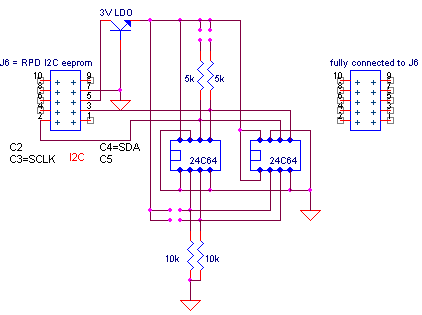 3V LDO
J6 = RPD I2C eeprom
fully connected to J6
5k 5k
10 9
8 7
6 5
4 3
2 1
10 9
8 7
6 5
4 3
2 1
C2 C4=SDA
C3=SCLK I2C C5
24C64 24C64
10k 10k